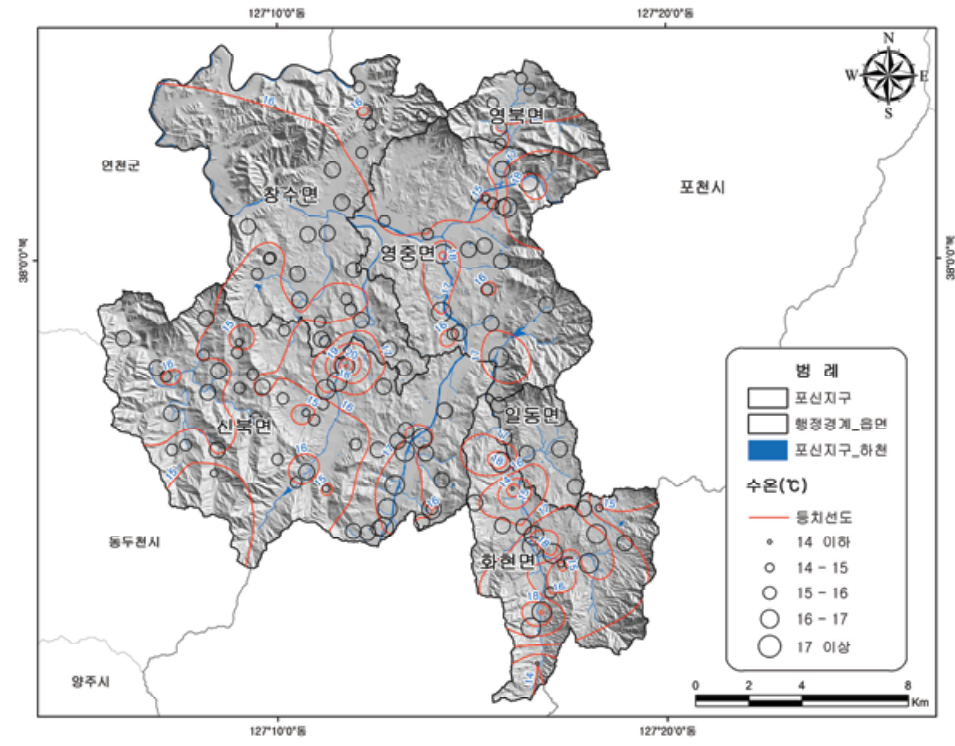 127°10'0"동 127°20'0"동
N
W E
S
영북면
연천군
창수면
포천시
영중면
38°0'0"북 38°0'0"북
일동면
신북면
동두천시
화현면
양주시
범 례
포신지구
행정경계_읍면
포신지구_하천
수온(℃)
등치선도
14 이하
14 - 15
15 - 16
16 - 17
17 이상
0 2 4 8
Km
127°10'0"동 127°20'0"동